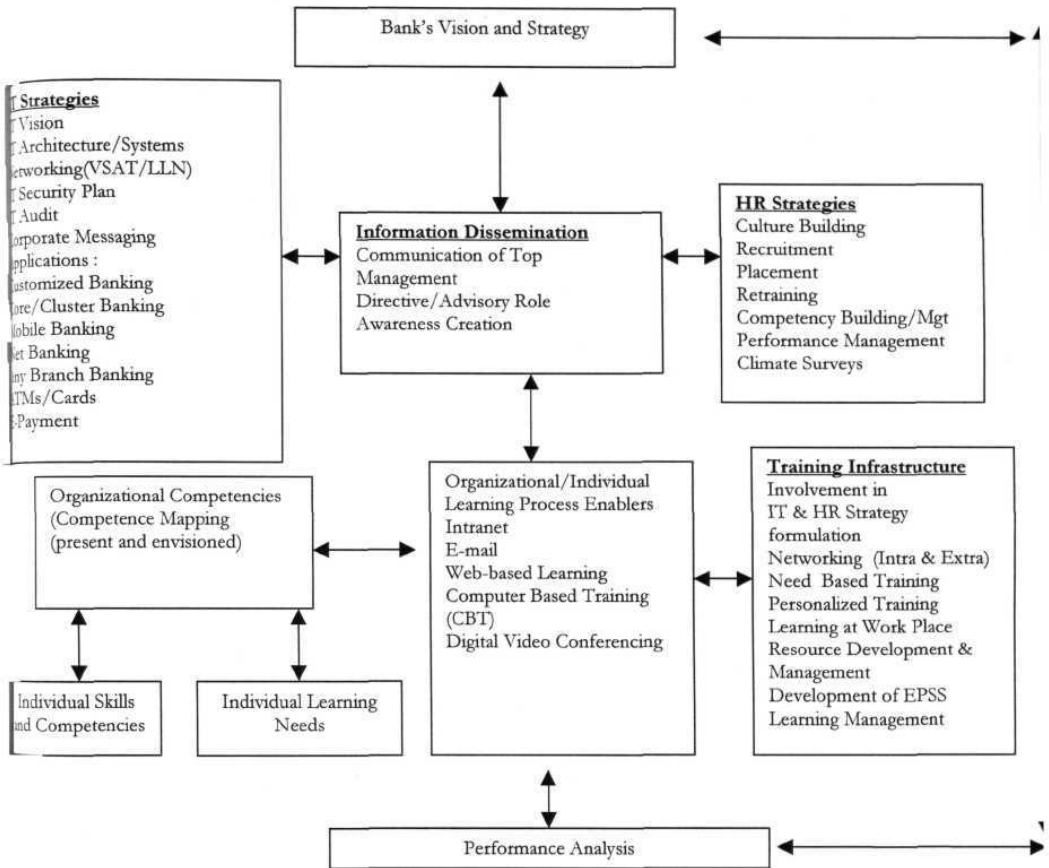 Bank's Vision and Strategy
T Strategies
T Vision
T Architecture/Systems
etworking(VSAT/LLN)
T Security Plan
T Audit
orporate Messaging
pplications :
ustomized Banking
ore/Cluster Banking
Mobile Banking
et Banking
ny Branch Banking
TMs/Cards
-Payment
Information Dissemination
Communication of Top
Management
Directive/Advisory Role
Awareness Creation
HR Strategies
Culture Building
Recruitment
Placement
Retraining
Competency Building/Mgt
Performance Management
Climate Surveys
Organizational Competencies
(Competence Mapping
(present and envisioned)
Organizational/Individual
Learning Process Enablers
Intranet
E-mail
Web-based Learning
Computer Based Training
(CBT)
Digital Video Conferencing
Training Infrastructure
Involvement in
IT & HR Strategy
formulation
Networking (Intra & Extra)
Need Based Training
Personalized Training
Learning at Work Place
Resource Development &
Management
Development of EPSS
Learning Management
Individual Skills
and Competencies
Individual Learning
Needs
Performance Analysis